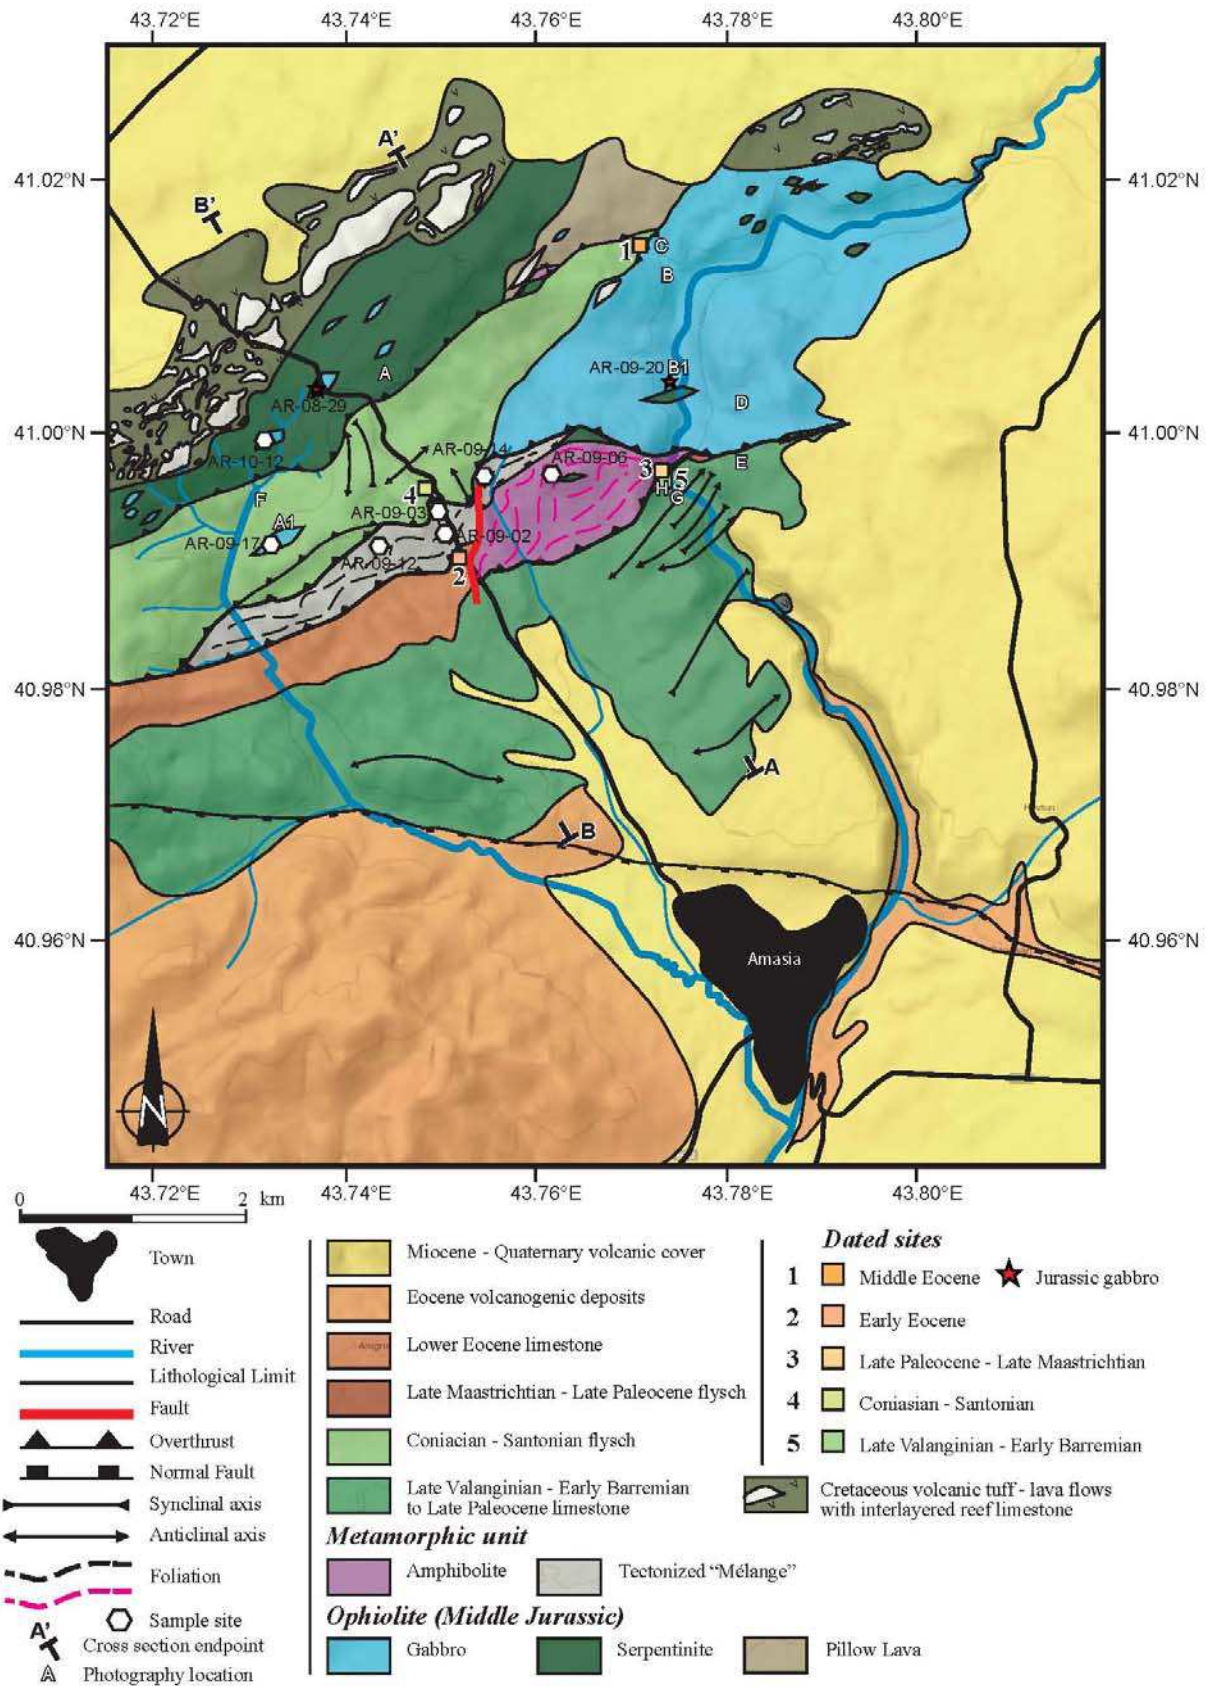 43.72°E 43.74°E 43.76°E 43.78°E 43.80°E
A'
41.02°N 41.02°N
B'
1 C
B
AR-09-20 B1
A
D
AR-08-29
41.00°N 41.00°N
AR-09-14
AR-10-12 AR-09-06 3 5 E
H G
F 4
A1 AR-09-03
AR-09-17 AR-09-02
AR-09-12
2
40.98°N 40.98°N
A
B
40.96°N 40.96°N
Amasia
N
43.72°E 43.74°E 43.76°E 43.78°E 43.80°E
0 2 km
Town
Road
River
Lithological Limit
Fault
Overthrust
Normal Fault
Synclinal axis
Anticlinal axis
Foliation
Sample site
A'
Cross section endpoint
A Photography location
Miocene - Quaternary volcanic cover
Eocene volcanogenic deposits
Lower Eocene limestone
Late Maastrichtian - Late Paleocene flysch
Coniacian - Santonian flysch
Late Valanginian - Early Barremian
to Late Paleocene limestone
Metamorphic unit
Amphibolite Tectonized “Mélange”
Ophiolite (Middle Jurassic)
Gabbro Serpentinite Pillow Lava
Dated sites
1 Middle Eocene Jurassic gabbro
2 Early Eocene
3 Late Paleocene - Late Maastrichtian
4 Coniasian - Santonian
5 Late Valanginian - Early Barremian
Cretaceous volcanic tuff - lava flows
with interlayered reef limestone